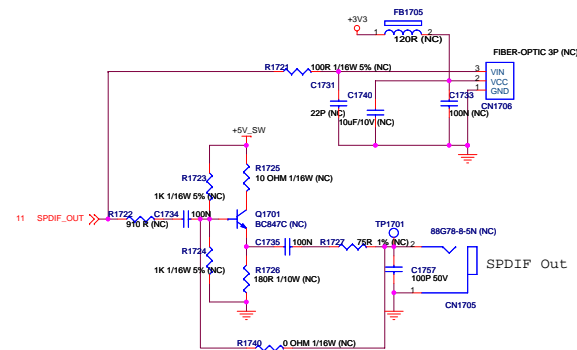 FB1705
+3V3
1
2
120R (NC)
FIBER-OPTIC 3P (NC)
R1721
100R 1/16W 5% (NC)
3
2
1
VIN
VCC
GND
CN1706
C1731
22P (NC)
C1740
10uF/10V (NC)
C1733
100N (NC)
+5V_SW
R1725
10 OHM 1/16W (NC)
R1723
1K 1/16W 5% (NC)
11 SPDIF_OUT
R1722
910 R (NC)
C1734
100N
Q1701
BC847C (NC)
TP1701
88G78-8-5N (NC)
C1735
100N
R1727
75R 1% (NC)
2
R1724
1K 1/16W 5% (NC)
R1726
180R 1/10W (NC)
C1757
100P 50V
SPDIF Out
1
CN1705
R1740
0 OHM 1/16W (NC)